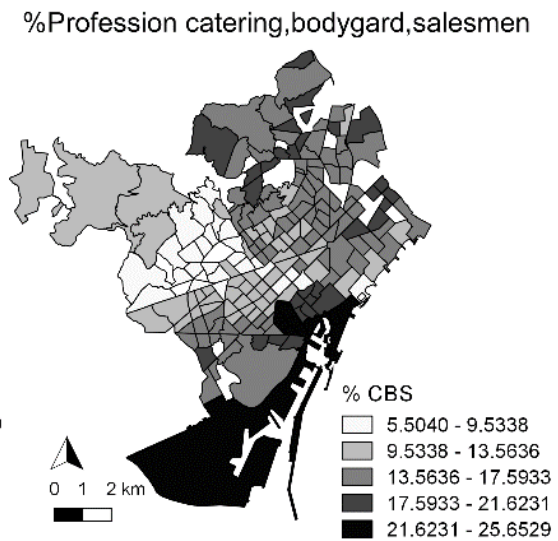 %Profession catering,bodygard,salesmen
% CBS
5.5040 - 9.5338
9.5338 - 13.5636
13.5636 - 17.5933
17.5933 - 21.6231
21.6231 - 25.6529
0 1 2 km